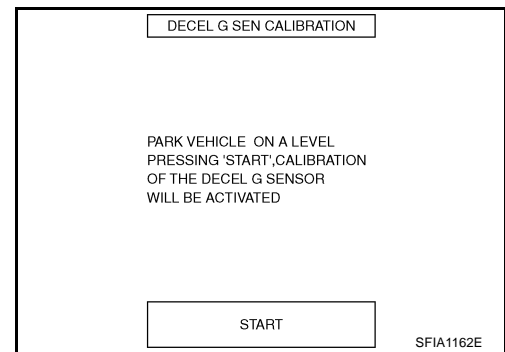 DECEL G SEN CALIBRATION
PARK VEHICLE ON A LEVEL
PRESSING 'START',CALIBRATION
OF THE DECEL G SENSOR
WILL BE ACTIVATED
START
SFIA1162E